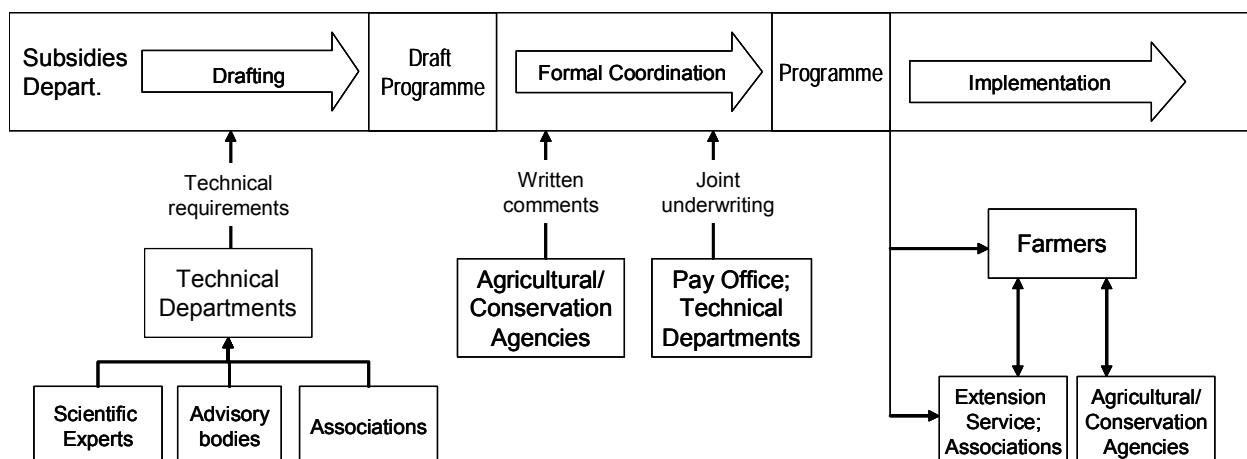 Subsidies
Depart.
Drafting
Draft
Programme
Formal Coordination
Programme
Implementation
Technical
requirements
Written
comments
Joint
underwriting
Technical
Departments
Agricultural/
Conservation
Agencies
Pay Office;
Technical
Departments
Farmers
Scientific
Experts
Advisory
bodies
Associations
Extension
Service;
Associations
Agricultural/
Conservation
Agencies